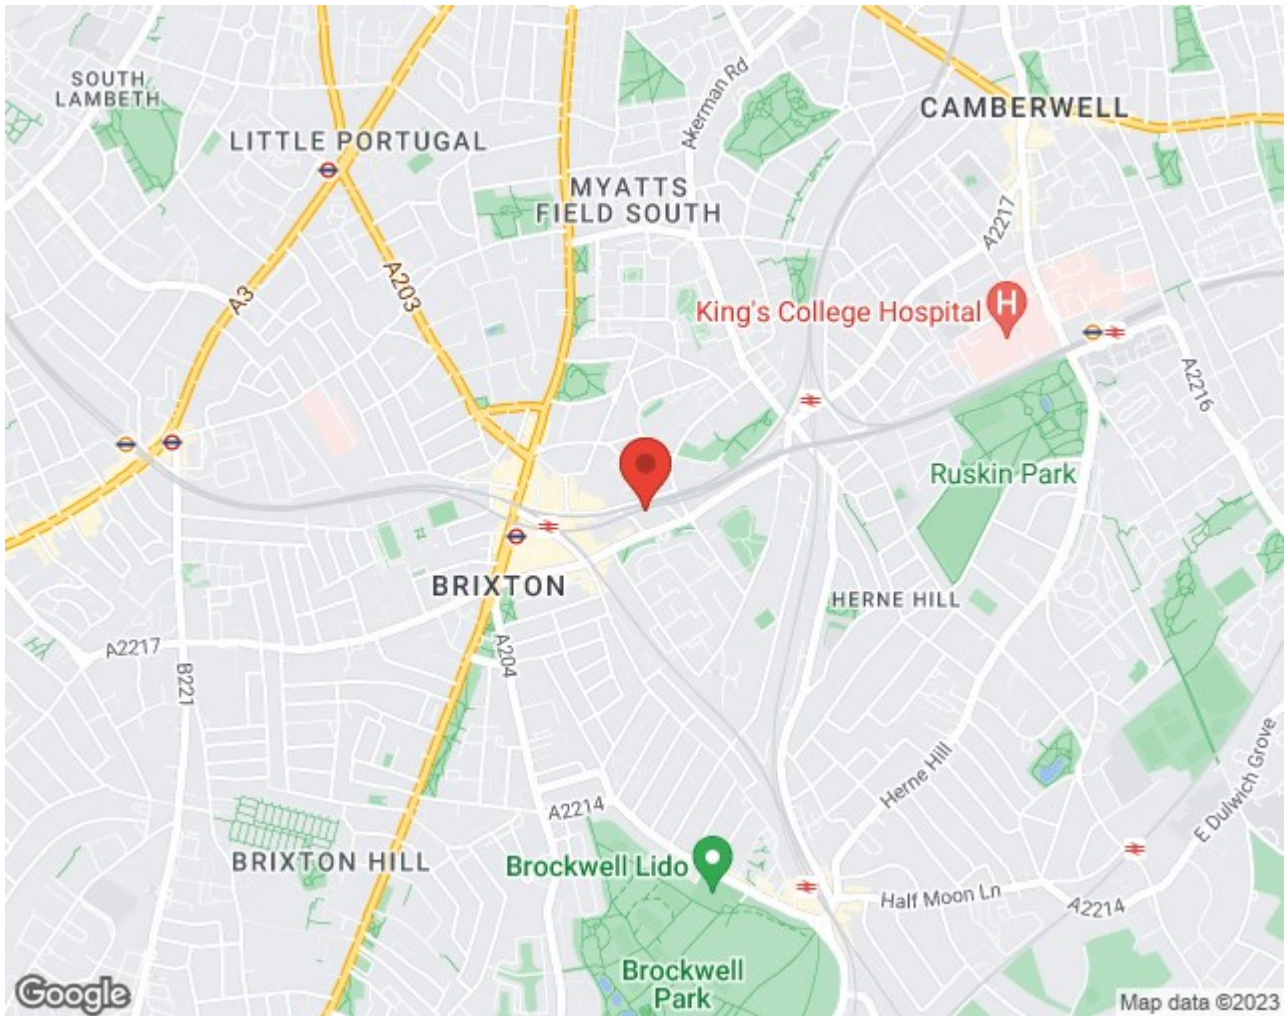 SOUTH
LAMBETH
LITTLE PORTUGAL
Akerman Rd
CAMBERWELL
MYATTS
FIELD SOUTH
A2217
A3
A203
King's College Hospital
H
A2216
Ruskin Park
BRIXTON
HERNE HILL
A2217
B221
A204
Herne Hill
E Dulwich Grove
A2214
BRIXTON HILL
Brockwell Lido
Half Moon Ln
A2214
Brockwell
Park
Google
Map data ©2023